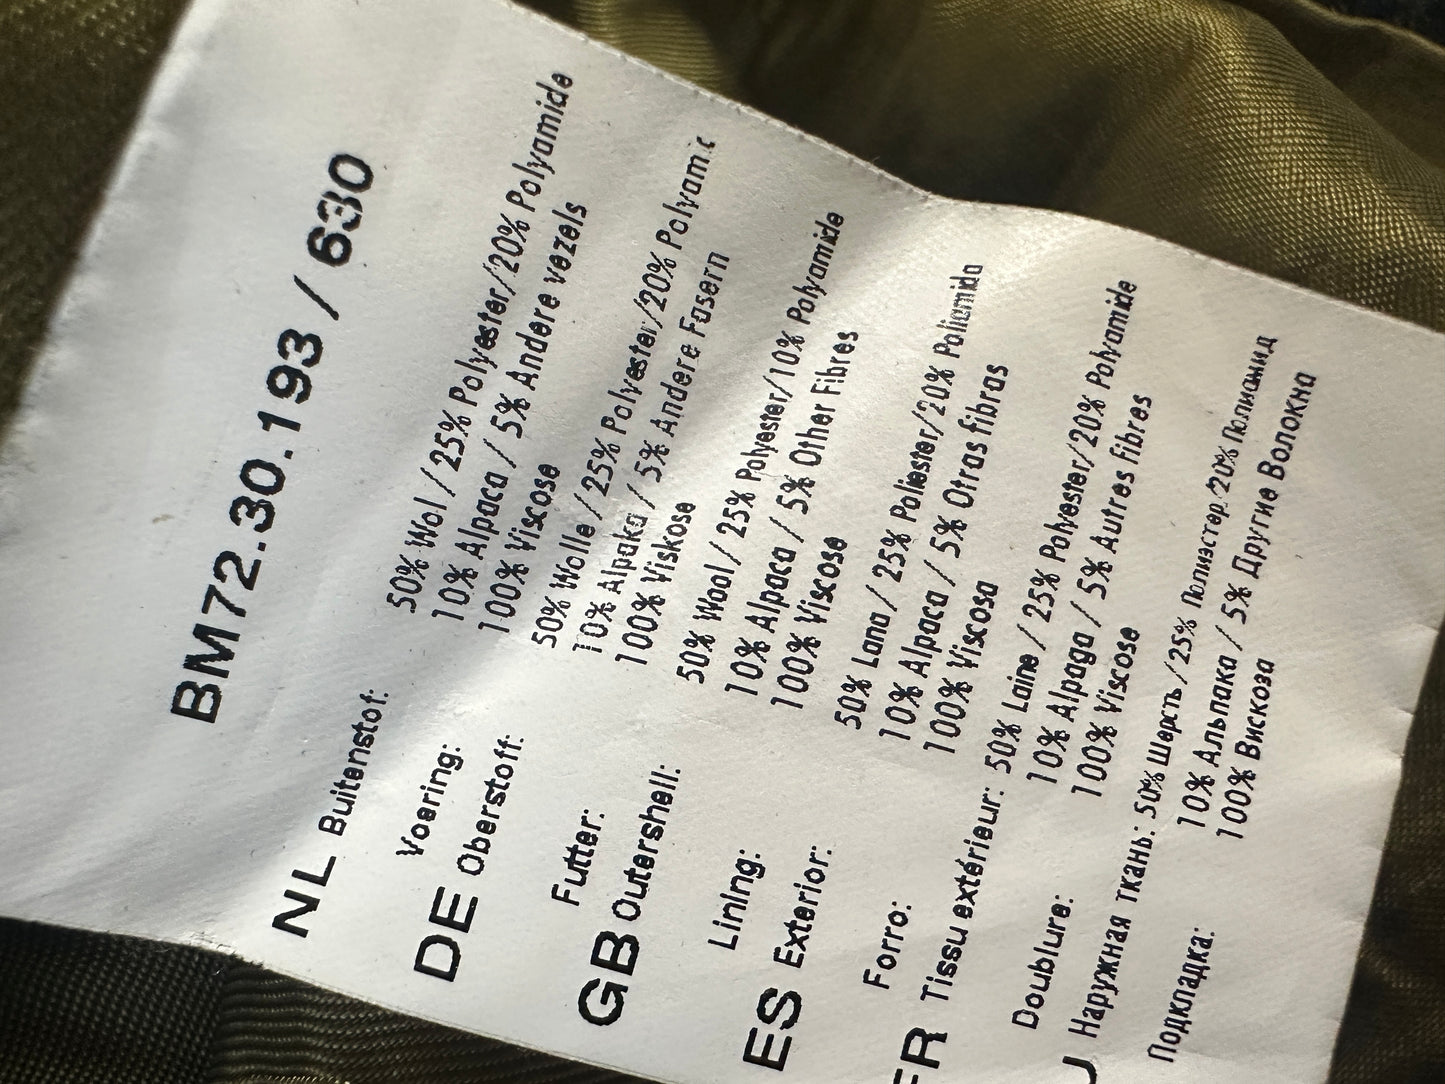 BM72.30.193 / 630
NL Buitenstof: 50% Wol / 25% Polyester/20% Polyamide
10% Alpaca / 5% Andere vezels
Voering: 100% Viscose
DE Oberstoff: 50% Wolle / 25% Polyester/20% Polyamic
10% Alpaka / 5% Andere Fasern
Futter: 100% Viskose
GB Outershell: 50% Wool / 25% Polyester/10% Polyamide
10% Alpaca / 5% Other Fibres
Lining: 100% Viscose
ES Exterior: 50% Lana / 25% Poliester/20% Poliamida
10% Alpaca / 5% Otras fibras
Forro: 100% Viscosa
FR Tissu extérieur: 50% Laine / 25% Polyester/20% Polyamide
10% Alpaga / 5% Autres fibres
Doublure: 100% Viscose
Наружная ткань: 50% Шерсть / 25% Полиэстер. 20% Полиамид
10% Альпака / 5% Другие Волокна
Подкладка: 100% Вискоза